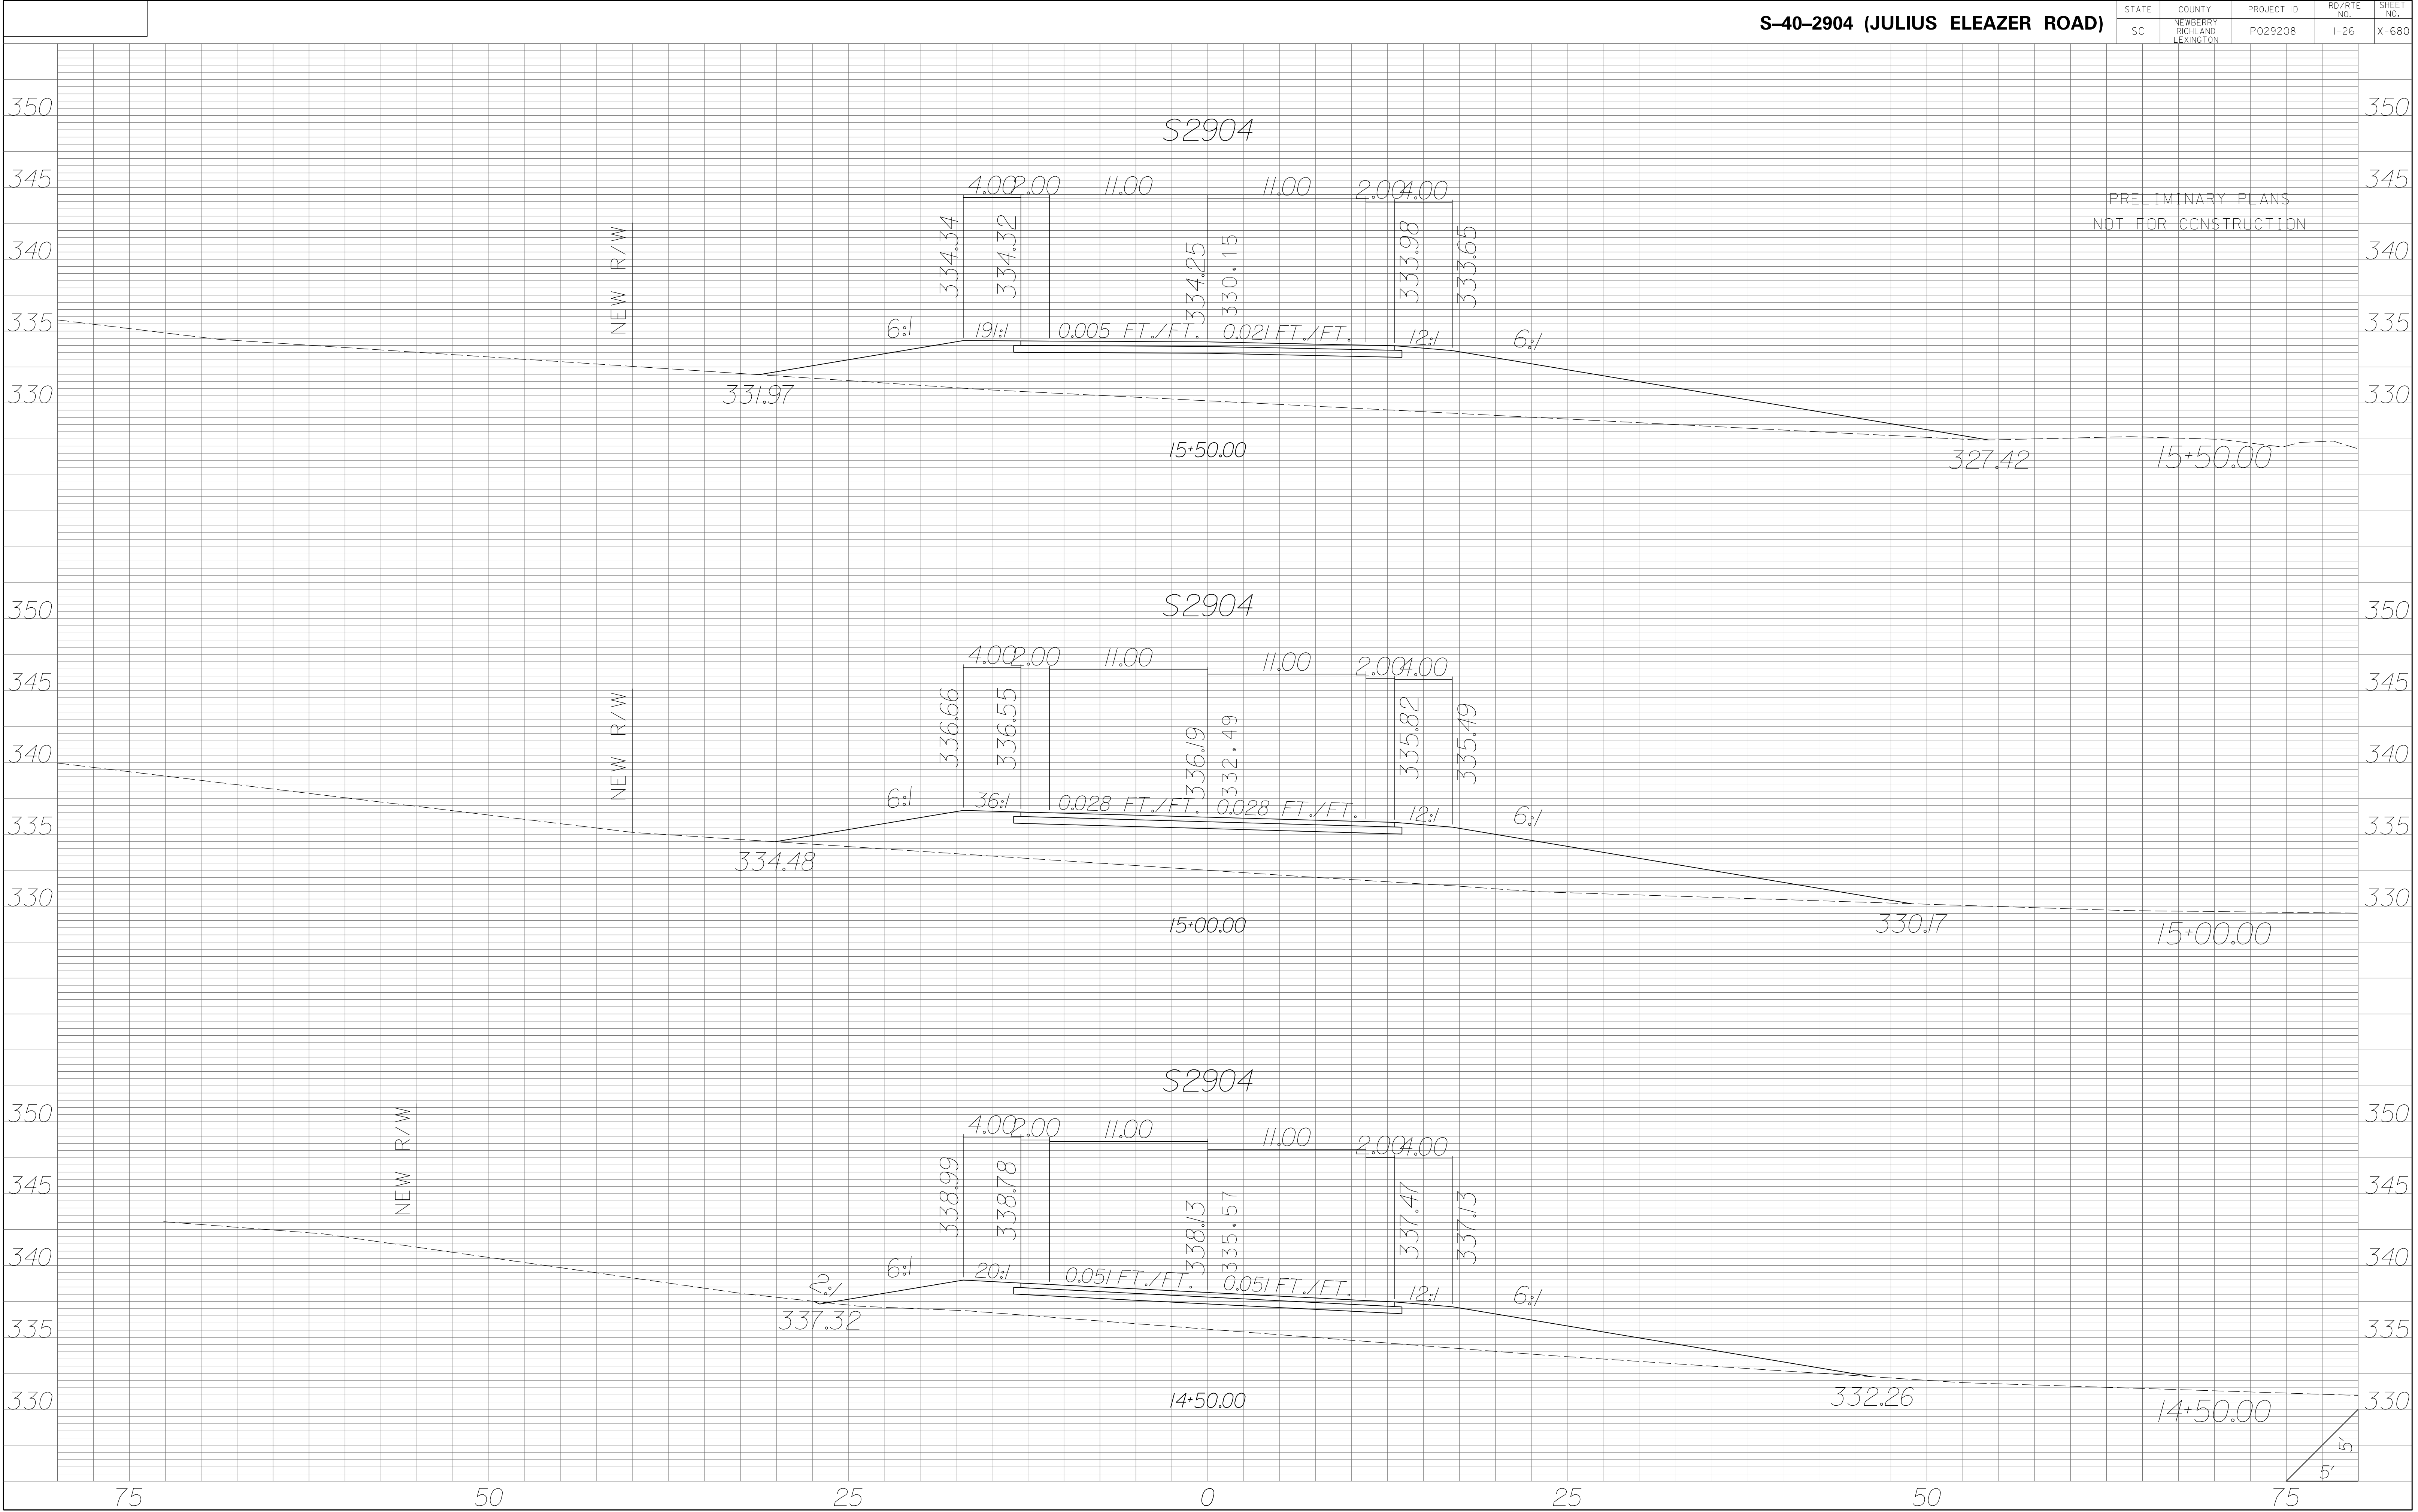 S–40–2904 (JULIUS ELEAZER ROAD)
STATE COUNTY PROJECT ID RD/RTE NO. SHEET NO.
SC NEWBERRY RICHLAND LEXINGTON P029208 I-26 X-680
PRELIMINARY PLANS
NOT FOR CONSTRUCTION
S2904
4.00 2.00 11.00 11.00 2.00 4.00
NEW R/W
334.34 334.32 334.25 330.15 333.98 333.65
6:1 191:1 0.005 FT./FT. 0.021 FT./FT. 12:1 6:1
331.97
327.42
15+50.00
15+50.00
350 350
345 345
340 340
335 335
330 330
S2904
4.00 2.00 11.00 11.00 2.00 4.00
NEW R/W
336.66 336.55 336.19 332.49 335.82 335.49
6:1 36:1 0.028 FT./FT. 0.028 FT./FT. 12:1 6:1
334.48
330.17
15+00.00
15+00.00
350 350
345 345
340 340
335 335
330 330
S2904
4.00 2.00 11.00 11.00 2.00 4.00
NEW R/W
338.99 338.78 338.13 335.57 337.47 337.13
2:1 6:1 20:1 0.051 FT./FT. 0.051 FT./FT. 12:1 6:1
337.32
332.26
14+50.00
14+50.00
350 350
345 345
340 340
335 335
330 330
5'
5'
75 50 25 0 25 50 75